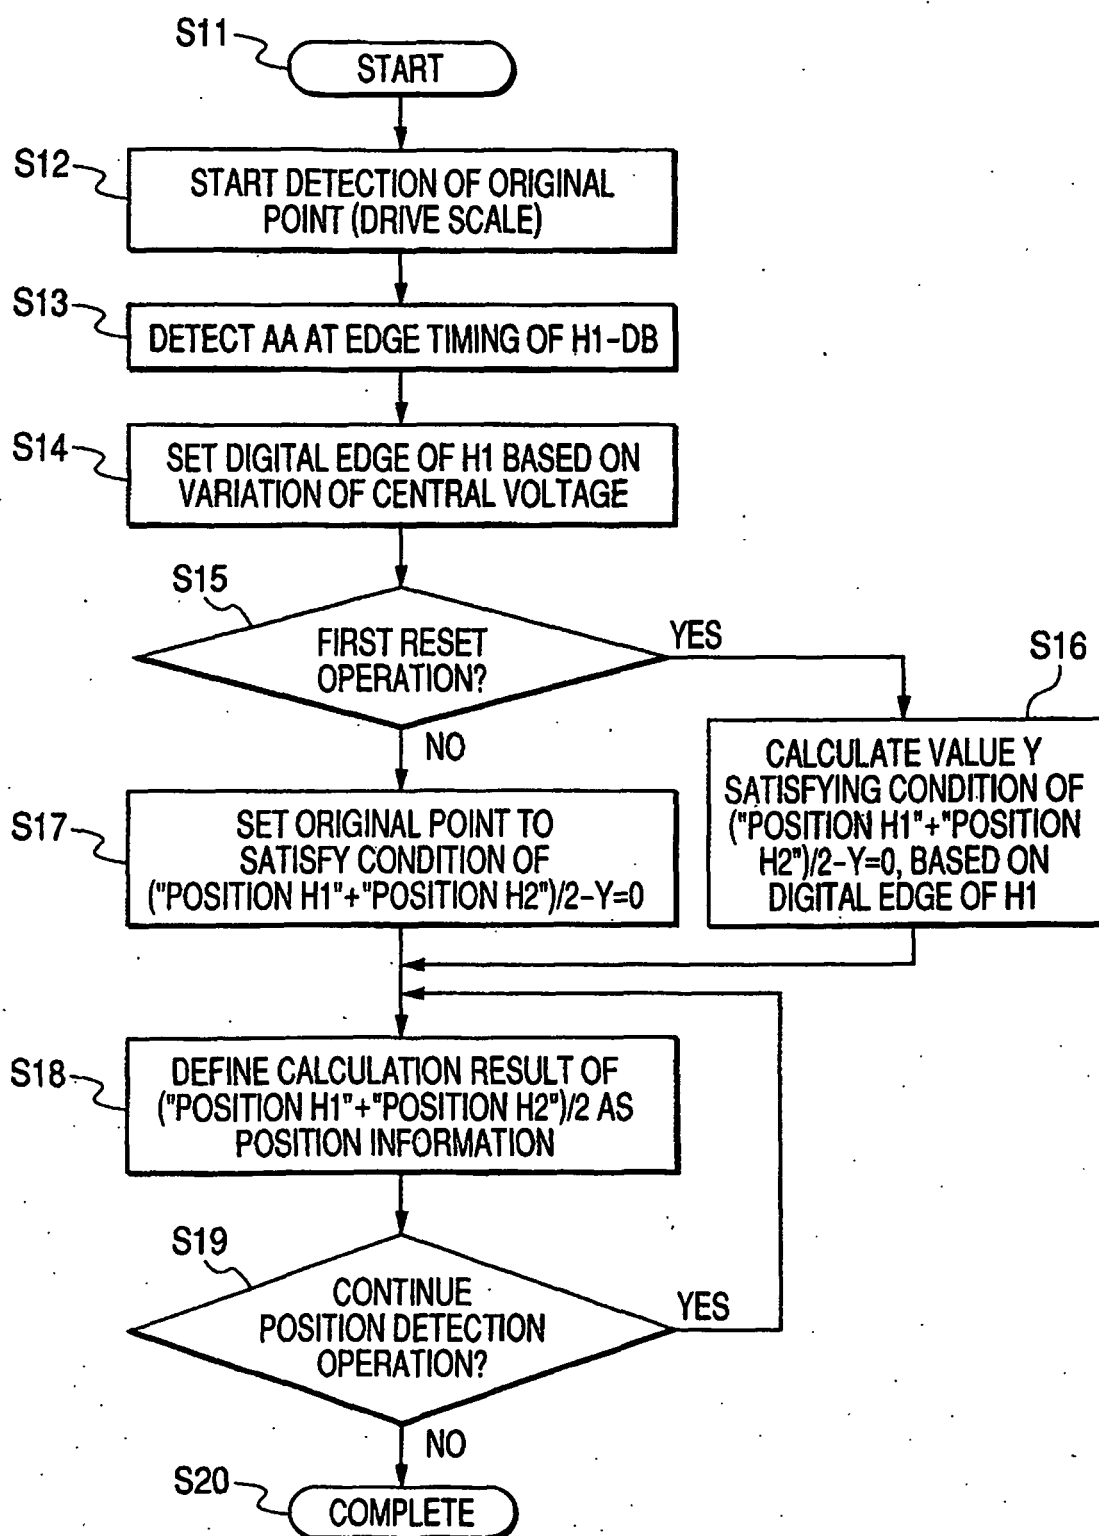 S11
START
S12
START DETECTION OF ORIGINAL
POINT (DRIVE SCALE)
S13
DETECT AA AT EDGE TIMING OF H1-DB
S14
SET DIGITAL EDGE OF H1 BASED ON
VARIATION OF CENTRAL VOLTAGE
S15
FIRST RESET
OPERATION?
YES
NO
S16
CALCULATE VALUE Y
SATISFYING CONDITION OF
("POSITION H1"+"POSITION
H2")/2-Y=0, BASED ON
DIGITAL EDGE OF H1
S17
SET ORIGINAL POINT TO
SATISFY CONDITION OF
("POSITION H1"+"POSITION H2")/2-Y=0
S18
DEFINE CALCULATION RESULT OF
("POSITION H1"+"POSITION H2")/2 AS
POSITION INFORMATION
S19
CONTINUE
POSITION DETECTION
OPERATION?
YES
NO
S20
COMPLETE